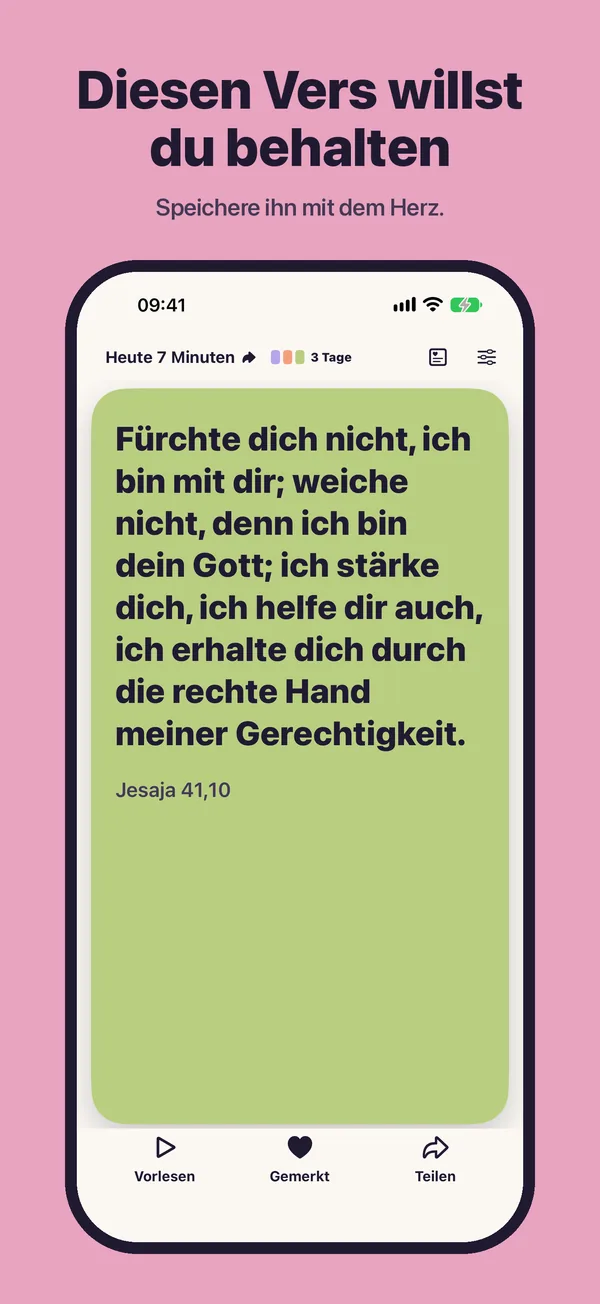 Diesen Vers willst
du behalten
Speichere ihn mit dem Herz.
09:41
Heute 7 Minuten
3 Tage
Fürchte dich nicht, ich
bin mit dir; weiche
nicht, denn ich bin
dein Gott; ich stärke
dich, ich helfe dir auch,
ich erhalte dich durch
die rechte Hand
meiner Gerechtigkeit.
Jesaja 41,10
Vorlesen
Gemerkt
Teilen